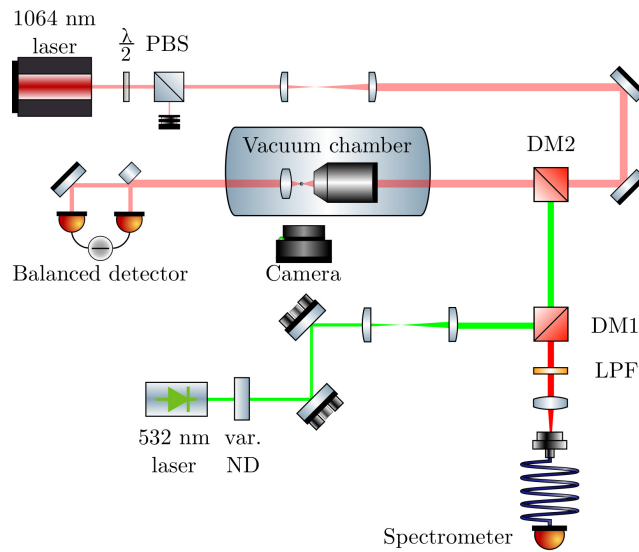 1064 nm
laser
λ/2
PBS
Vacuum chamber
DM2
Balanced detector
Camera
DM1
LPF
532 nm
laser
var.
ND
Spectrometer